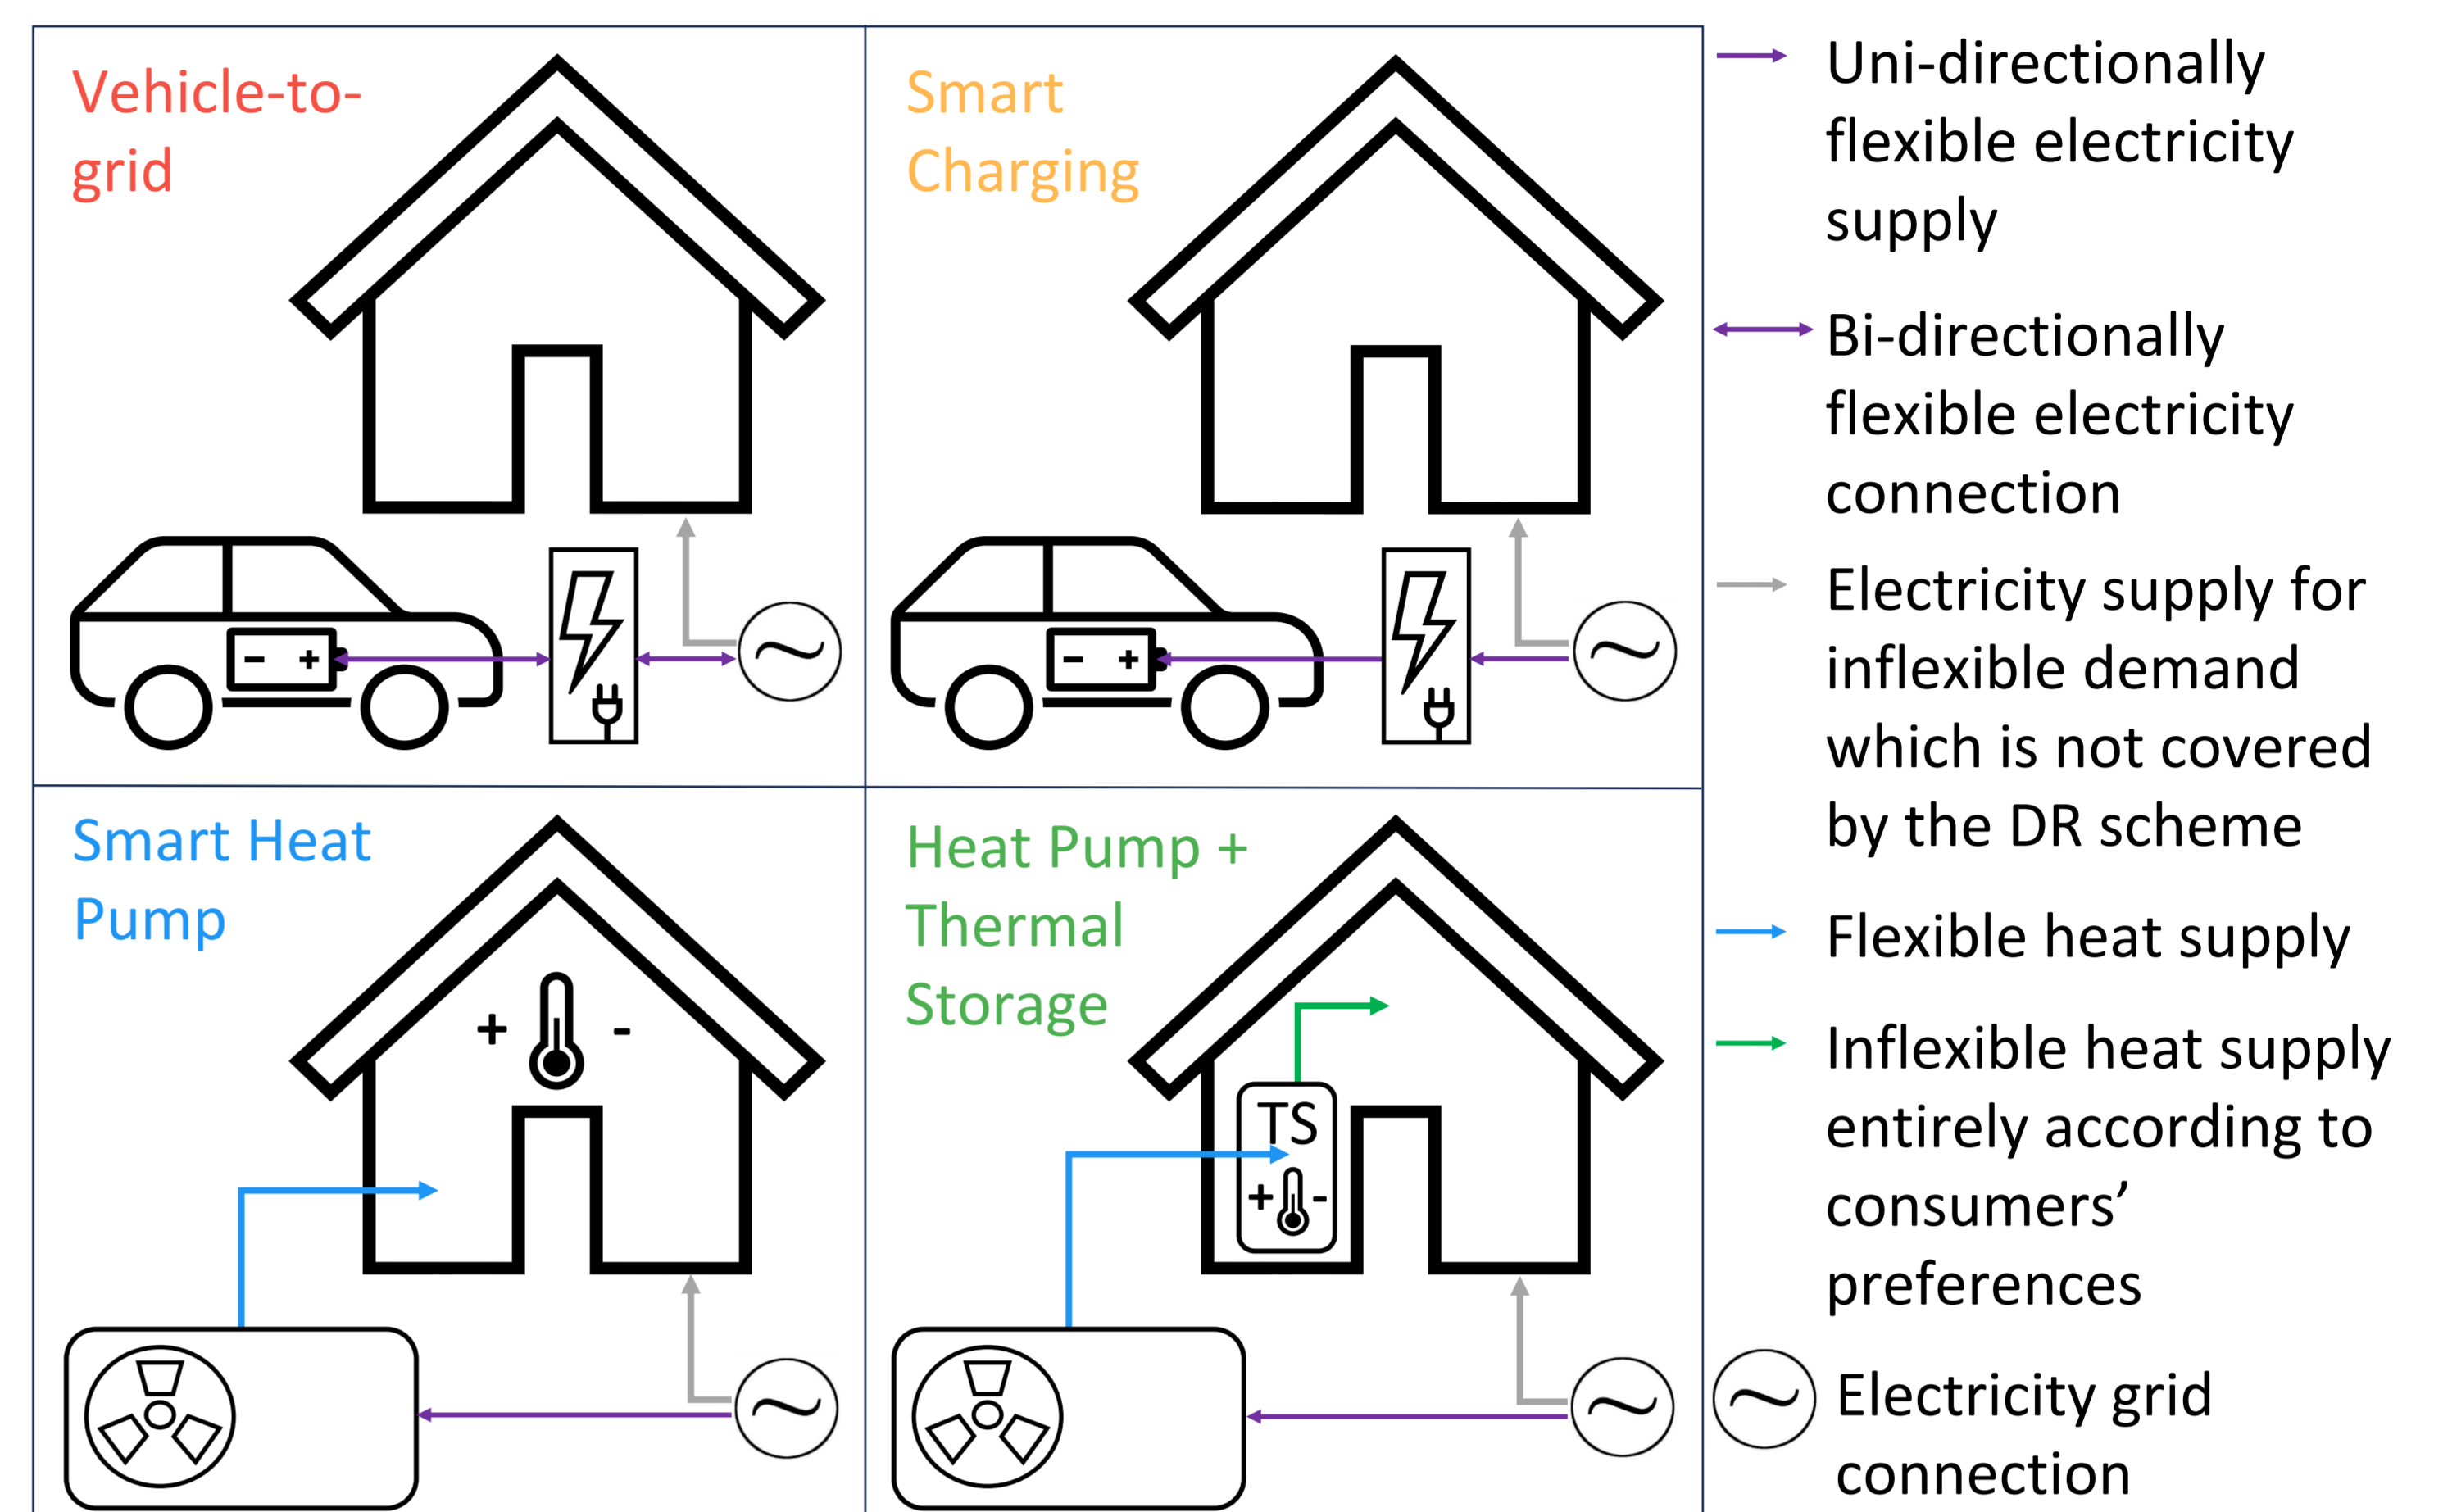 Vehicle-to-
grid
Smart
Charging
Smart Heat
Pump
+ -
Heat Pump +
Thermal
Storage
TS
+ -
- +
- +
Uni-directionally
flexible electricity
supply
Bi-directionally
flexible electricity
connection
Electricity supply for
inflexible demand
which is not covered
by the DR scheme
Flexible heat supply
Inflexible heat supply
entirely according to
consumers’
preferences
Electricity grid
connection